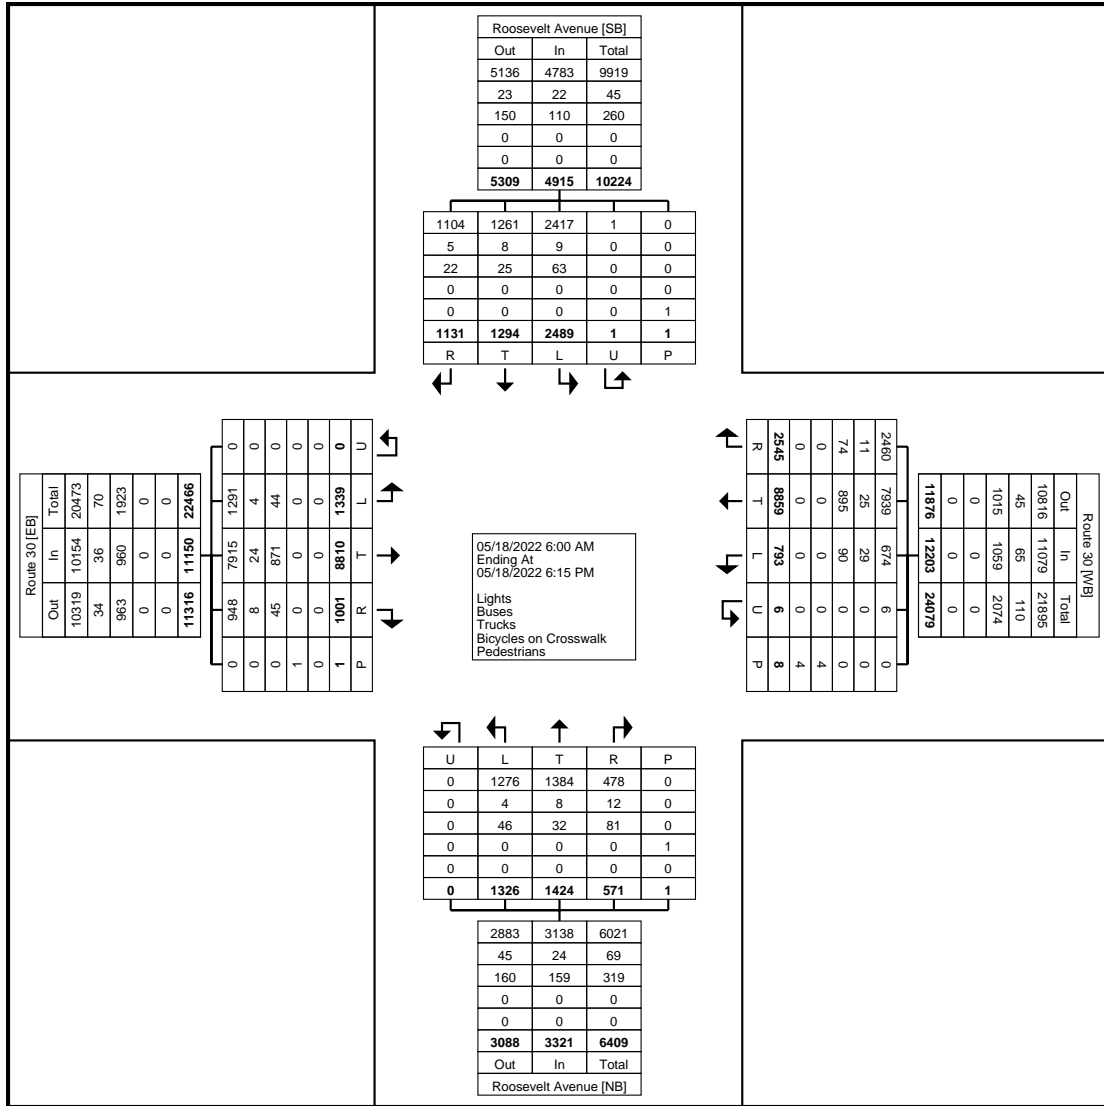 Roosevelt Avenue [SB]
Out In Total
5136 4783 9919
23 22 45
150 110 260
0 0 0
0 0 0
5309 4915 10224
1104 1261 2417 1 0
5 8 9 0 0
22 25 63 0 0
0 0 0 0 0
0 0 0 0 1
1131 1294 2489 1 1
R T L U P
Route 30 [EB]
Total In Out
20473 10154 10319
70 36 34
1923 960 963
0 0 0
0 0 0
22466 11150 11316
0 1291 7915 948 0
0 4 24 8 0
0 44 871 45 0
0 0 0 0 1
0 0 0 0 0
0 1339 8810 1001 1
U L T R P
05/18/2022 6:00 AM
Ending At
05/18/2022 6:15 PM
Lights
Buses
Trucks
Bicycles on Crosswalk
Pedestrians
Route 30 [WB]
Out In Total
10816 11079 21895
45 65 110
1015 1059 2074
0 0 0
0 0 0
11876 12203 24079
2460 7939 674 6 0
11 25 29 0 0
74 895 90 0 0
0 0 0 0 4
0 0 0 0 4
2545 8859 793 6 8
R T L U P
U L T R P
0 1276 1384 478 0
0 4 8 12 0
0 46 32 81 0
0 0 0 0 1
0 0 0 0 0
0 1326 1424 571 1
2883 3138 6021
45 24 69
160 159 319
0 0 0
0 0 0
3088 3321 6409
Out In Total
Roosevelt Avenue [NB]